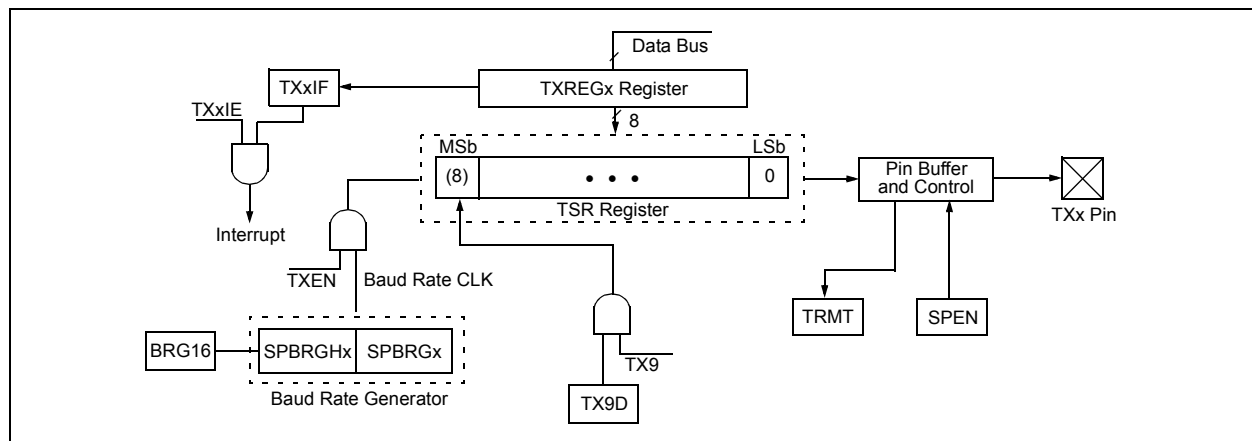 Data Bus
TXxIF
TXREGx Register
TXxIE
8
MSb
LSb
(8)
• • •
0
Pin Buffer
and Control
TSR Register
TXx Pin
Interrupt
TXEN
Baud Rate CLK
TRMT
SPEN
BRG16
SPBRGHx
SPBRGx
TX9
Baud Rate Generator
TX9D